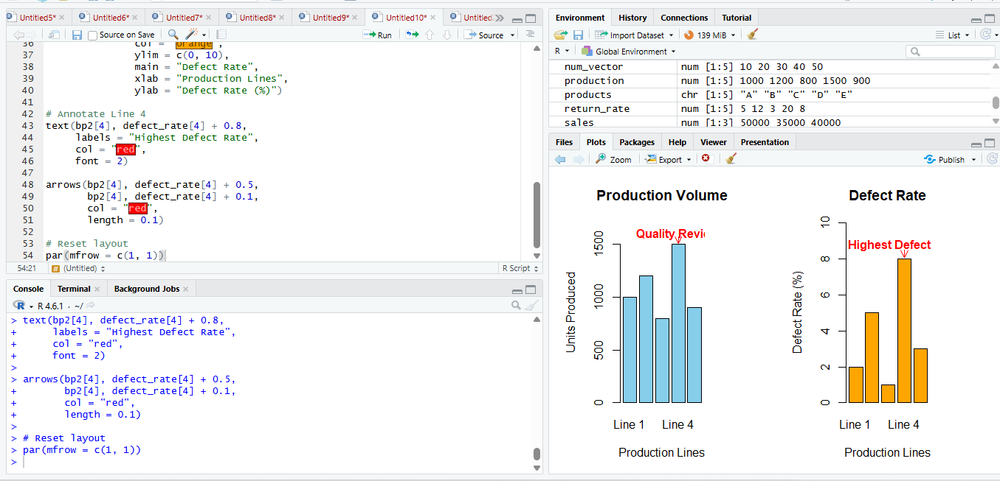 Untitled5* Untitled6* Untitled7* Untitled8* Untitled9* Untitled10* Untitled
Source on Save Run Source
36 col = "orange",
37 ylim = c(0, 10),
38 main = "Defect Rate",
39 xlab = "Production Lines",
40 ylab = "Defect Rate (%)")
41
42 # Annotate Line 4
43 text(bp2[4], defect_rate[4] + 0.8,
44 labels = "Highest Defect Rate",
45 col = "red",
46 font = 2)
47
48 arrows(bp2[4], defect_rate[4] + 0.5,
49 bp2[4], defect_rate[4] + 0.1,
50 col = "red",
51 length = 0.1)
52
53 # Reset layout
54 par(mfrow = c(1, 1))
54:21 # (Untitled) R Script
Console Terminal Background Jobs
R R 4.6.1 · ~/
> text(bp2[4], defect_rate[4] + 0.8,
+ labels = "Highest Defect Rate",
+ col = "red",
+ font = 2)
>
> arrows(bp2[4], defect_rate[4] + 0.5,
+ bp2[4], defect_rate[4] + 0.1,
+ col = "red",
+ length = 0.1)
>
> # Reset layout
> par(mfrow = c(1, 1))
>
Environment History Connections Tutorial
Import Dataset 139 MiB List
R Global Environment
num_vector num [1:5] 10 20 30 40 50
production num [1:5] 1000 1200 800 1500 900
products chr [1:5] "A" "B" "C" "D" "E"
return_rate num [1:5] 5 12 3 20 8
sales num [1:3] 50000 35000 40000
Files Plots Packages Help Viewer Presentation
Zoom Export Publish
Production Volume
Quality Revi
Units Produced
0 500 1000 1500
Line 1 Line 4
Production Lines
Defect Rate
Highest Defect
Defect Rate (%)
0 2 4 6 8 10
Line 1 Line 4
Production Lines